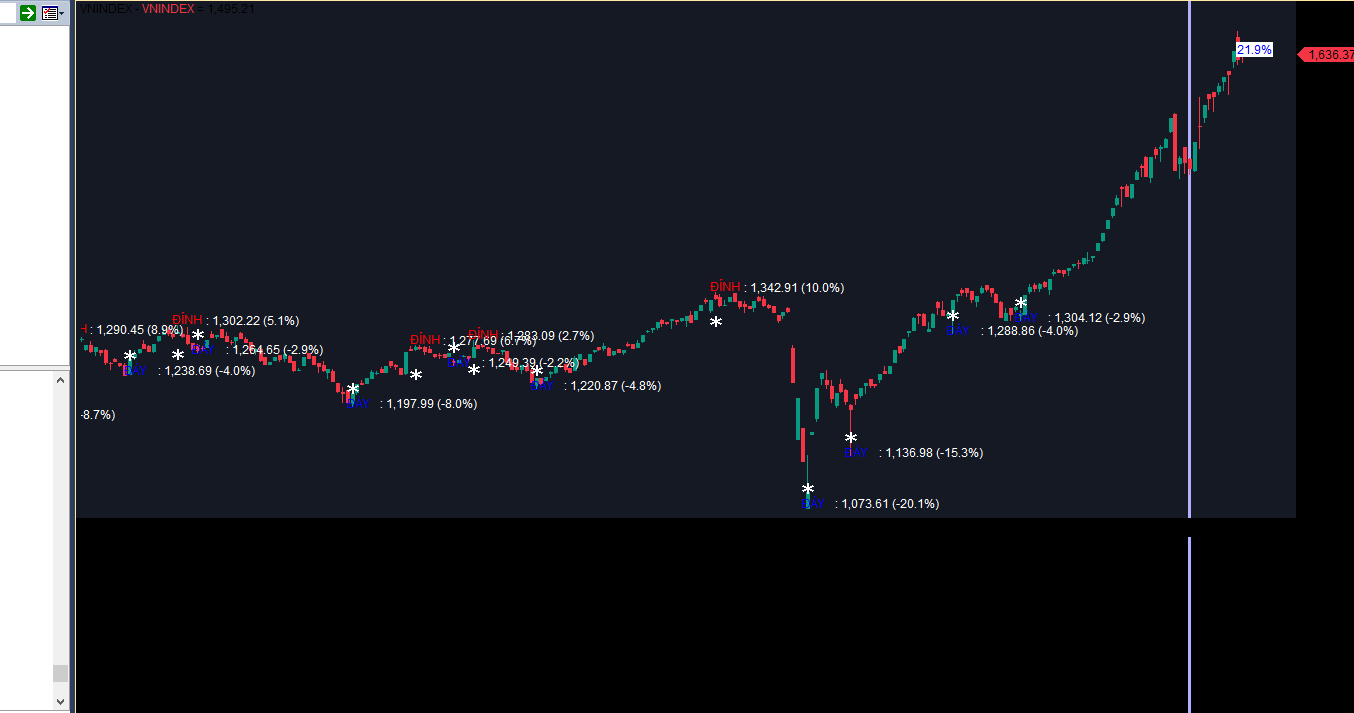 VNINDEX - VNINDEX = 1,495.21
21.9%
1,636.37
ĐỈNH : 1,342.91 (10.0%)
H : 1,290.45 (8.9%)
ĐỈNH : 1,302.22 (5.1%)
ĐÁY : 1,264.65 (-2.9%)
ĐÁY : 1,238.69 (-4.0%)
ĐỈNH : 1,277.69 (6.7%)
ĐỈNH : 1,283.09 (2.7%)
ĐÁY : 1,249.39 (-2.2%)
ĐÁY : 1,220.87 (-4.8%)
ĐÁY : 1,197.99 (-8.0%)
-8.7%)
ĐÁY : 1,304.12 (-2.9%)
ĐÁY : 1,288.86 (-4.0%)
ĐÁY : 1,136.98 (-15.3%)
ĐÁY : 1,073.61 (-20.1%)